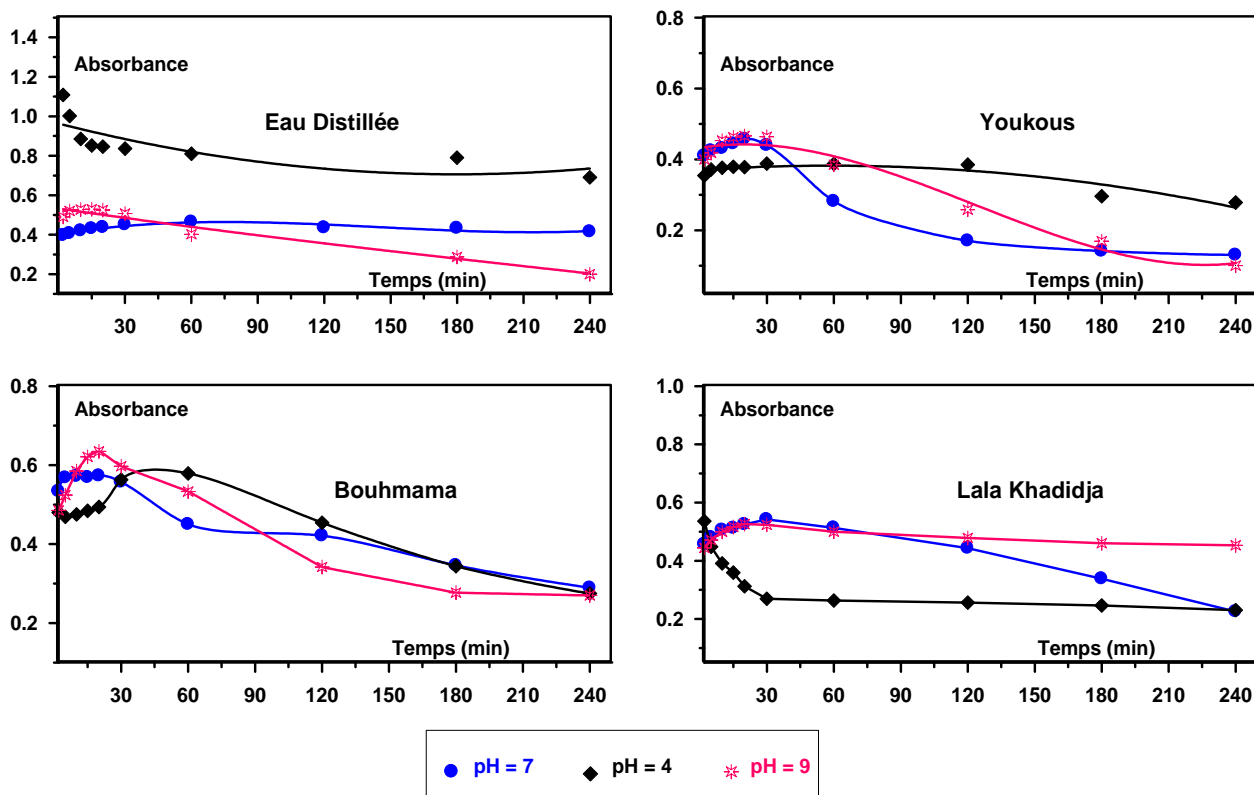 1.4
Absorbance
1.2
Eau Distillée
1.0
0.8
0.6
0.4
0.2
Temps (min)
30 60 90 120 150 180 210 240
0.8
Absorbance
0.6
Youkous
0.4
0.2
Temps (min)
30 60 90 120 150 180 210 240
0.8
Absorbance
0.6
Bouhmama
0.4
0.2
Temps (min)
30 60 90 120 150 180 210 240
1.0
Absorbance
0.8
Lala Khadidja
0.6
0.4
0.2
Temps (min)
30 60 90 120 150 180 210 240
pH = 7 pH = 4 pH = 9